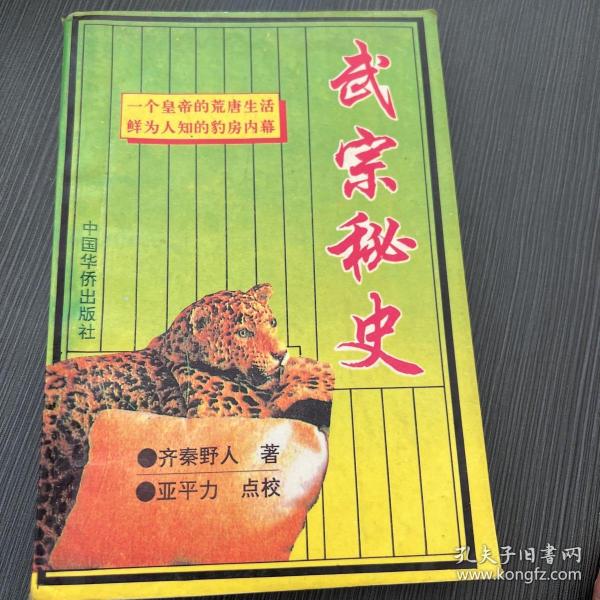 武宗秘史
一个皇帝的荒唐生活
鲜为人知的豹房内幕
中国华侨出版社
●齐秦野人 著
●亚平力 点校
孔夫子旧書网
www.kongfz.com